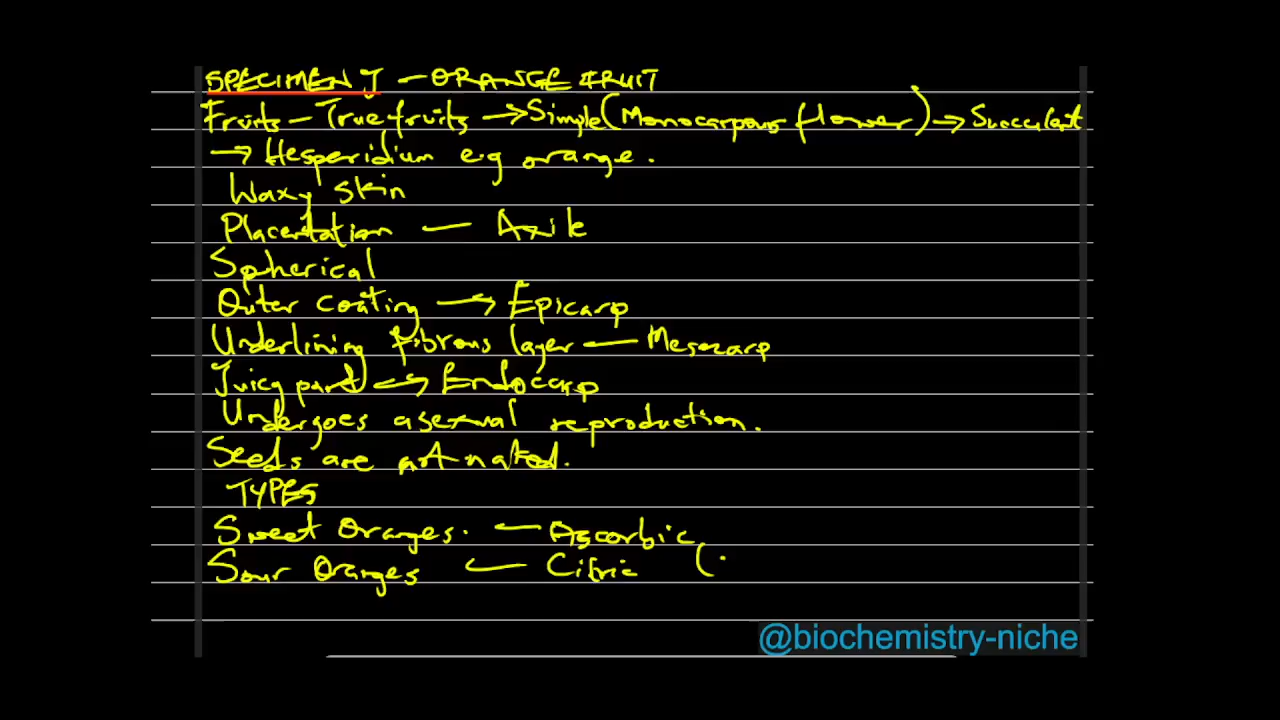 SPECIMEN J - ORANGE FRUIT
Fruits - True fruits → Simple (Monocarpous flower) → Succulent
→ Hesperidium e.g orange.
Waxy skin
Placentation - Axile
Spherical
Outer coating → Epicarp
Underlining fibrous layer - Mesocarp
Juicy part → Endocarp
Undergoes asexual reproduction.
Seeds are not naked.
TYPES
Sweet Oranges. - Ascorbic
Sour Oranges - Citric (.
@biochemistry-niche